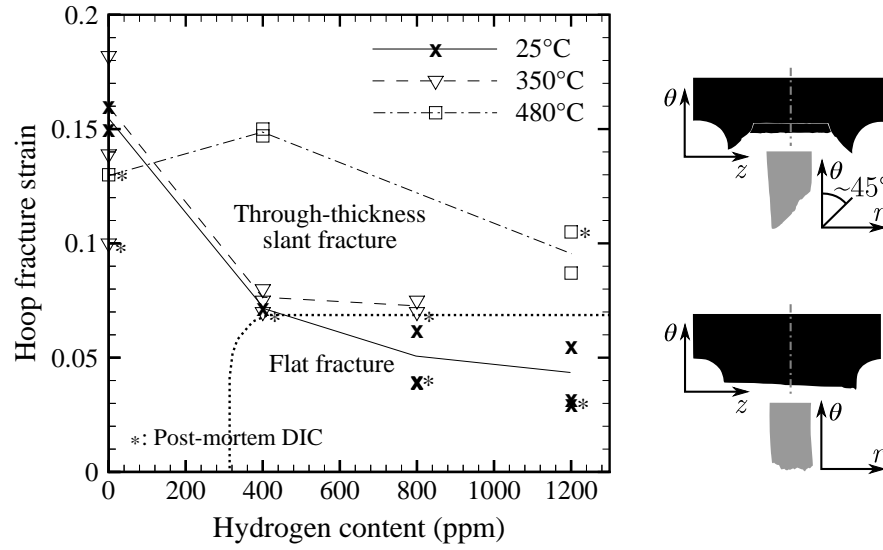 0.2
0.15
0.1
0.05
0
Hoop fracture strain
0 200 400 600 800 1000 1200
Hydrogen content (ppm)
25°C
350°C
480°C
Through-thickness
slant fracture
Flat fracture
*: Post-mortem DIC
θ
z
θ
~45°
r
θ
z
θ
r